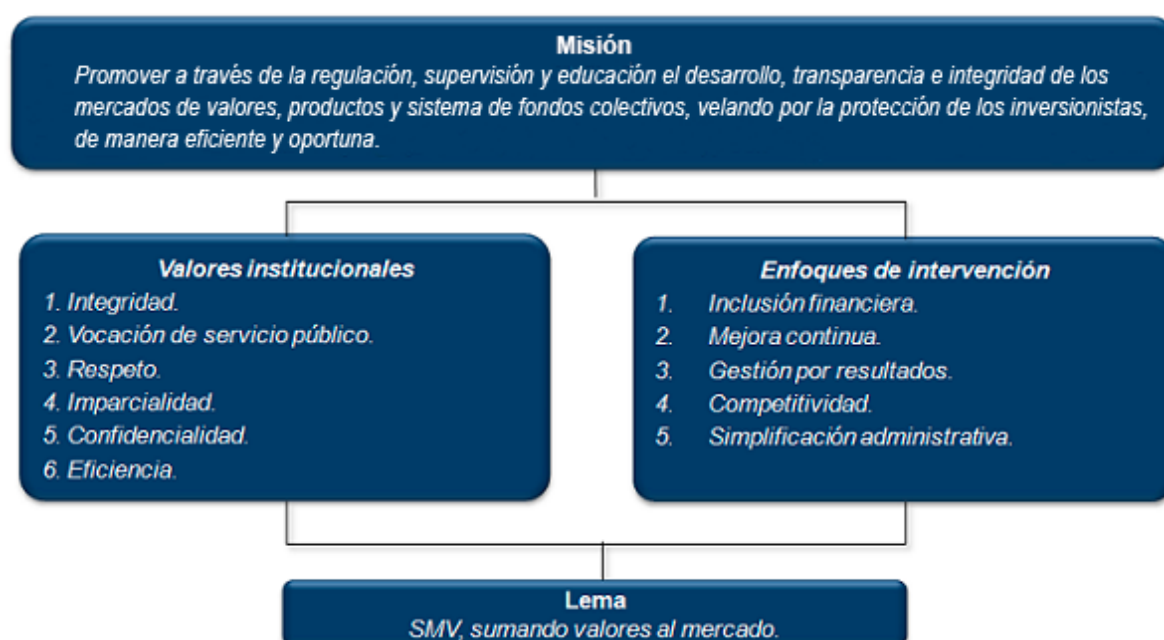 Misión
Promover a través de la regulación, supervisión y educación el desarrollo, transparencia e integridad de los
mercados de valores, productos y sistema de fondos colectivos, velando por la protección de los inversionistas,
de manera eficiente y oportuna.
Valores institucionales
1. Integridad.
2. Vocación de servicio público.
3. Respeto.
4. Imparcialidad.
5. Confidencialidad.
6. Eficiencia.
Enfoques de intervención
1. Inclusión financiera.
2. Mejora continua.
3. Gestión por resultados.
4. Competitividad.
5. Simplificación administrativa.
Lema
SMV, sumando valores al mercado.